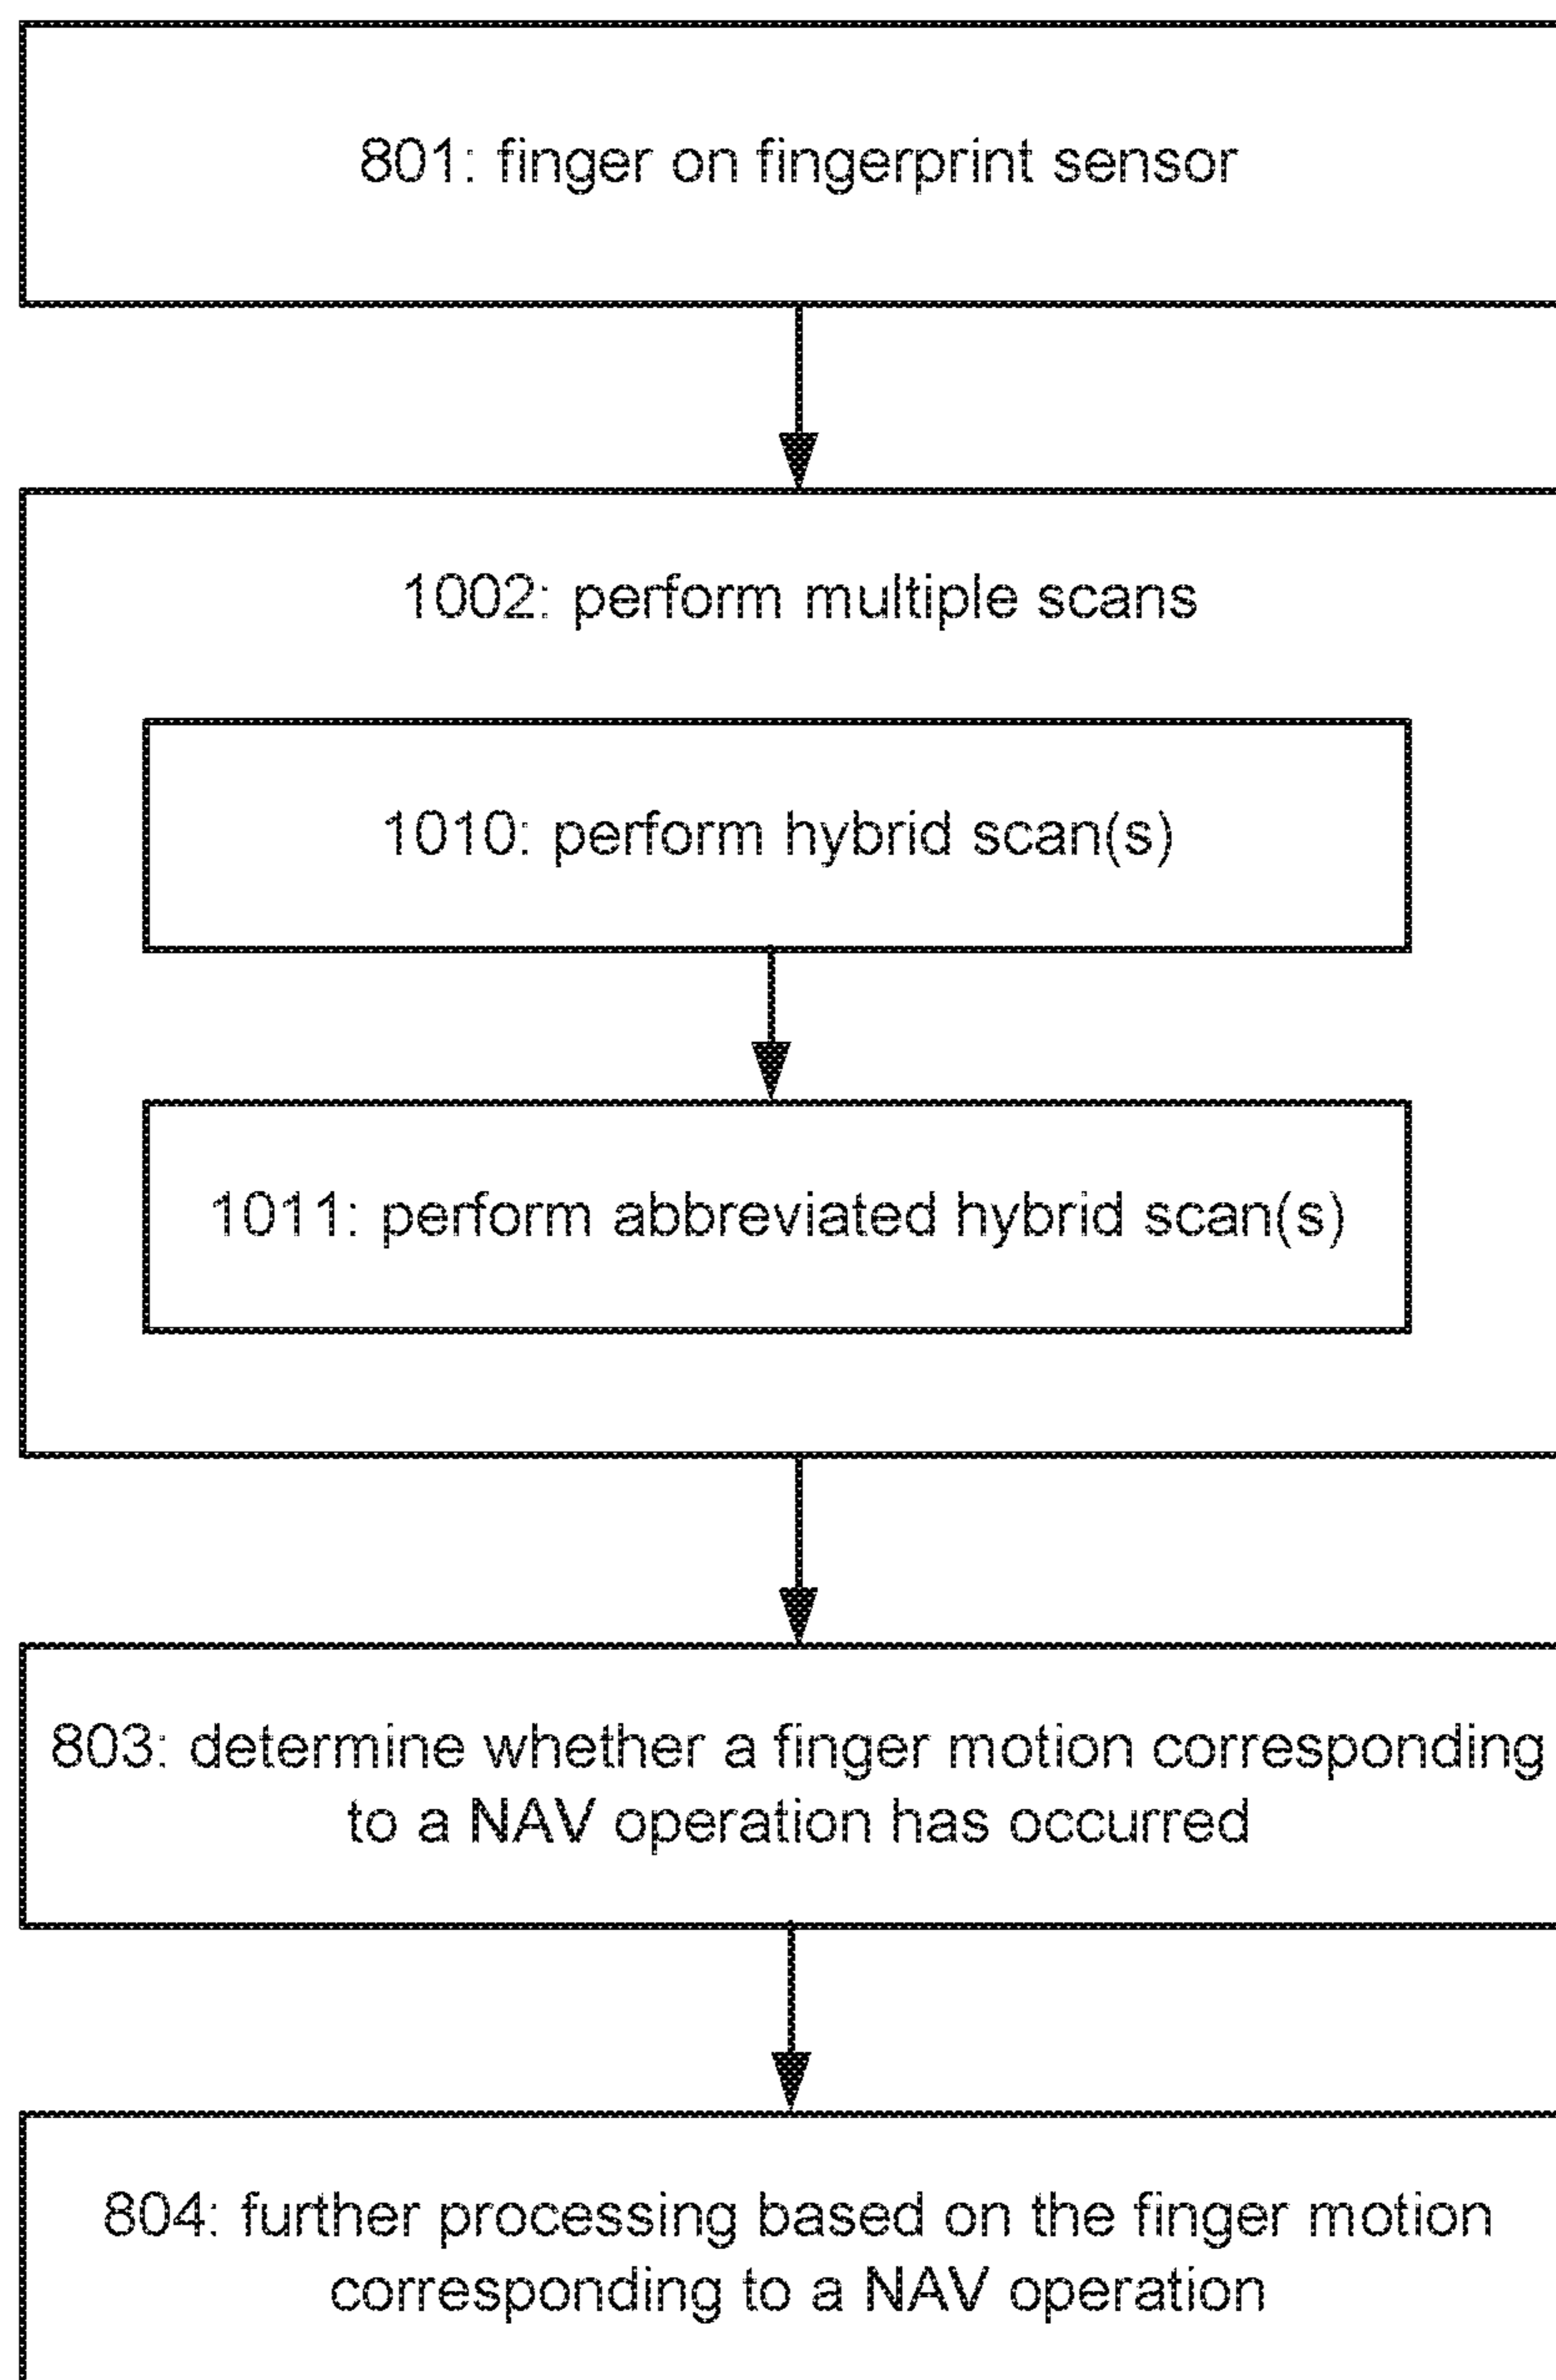 801: finger on fingerprint sensor
1002: perform multiple scans
1010: perform hybrid scan(s)
1011: perform abbreviated hybrid scan(s)
803: determine whether a finger motion corresponding
to a NAV operation has occurred
804: further processing based on the finger motion
corresponding to a NAV operation